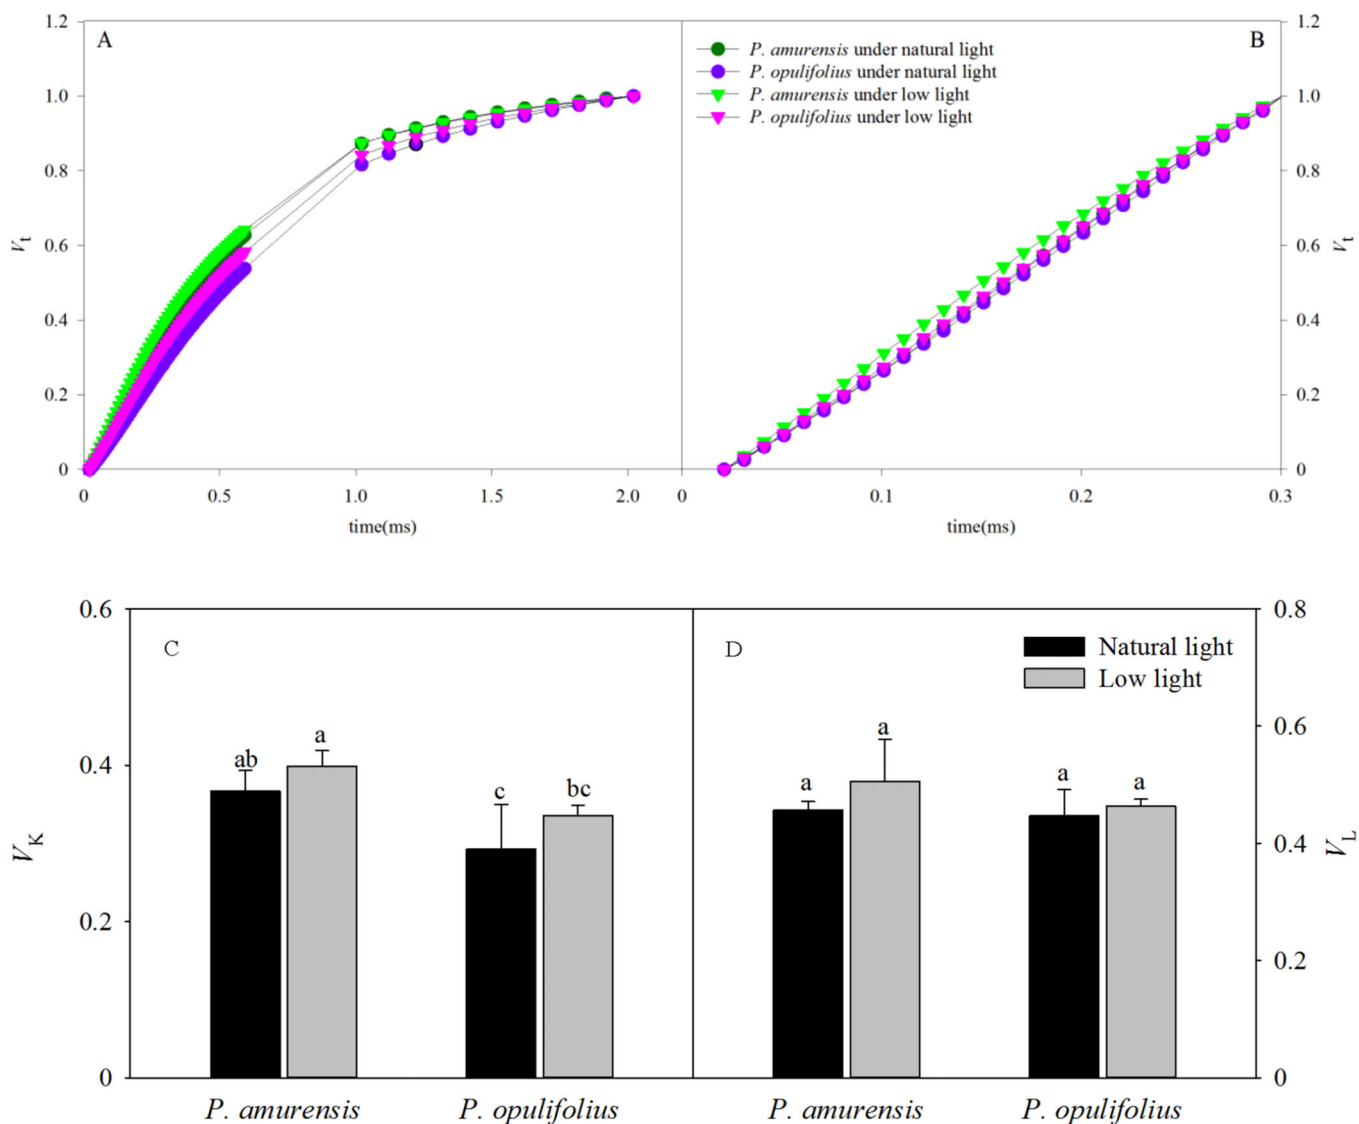 A
B
1.2
1.0
0.8
0.6
0.4
0.2
0
Vt
0
0.5
1.0
1.5
2.0
time(ms)
P. amurensis under natural light
P. opulifolius under natural light
P. amurensis under low light
P. opulifolius under low light
0
0.1
0.2
0.3
time(ms)
1.2
1.0
0.8
0.6
0.4
0.2
0
Vt
C
D
0.6
0.4
0.2
0
VK
ab
a
c
bc
P. amurensis
P. opulifolius
Natural light
Low light
a
a
a
a
P. amurensis
P. opulifolius
0.8
0.6
0.4
0.2
0
VL